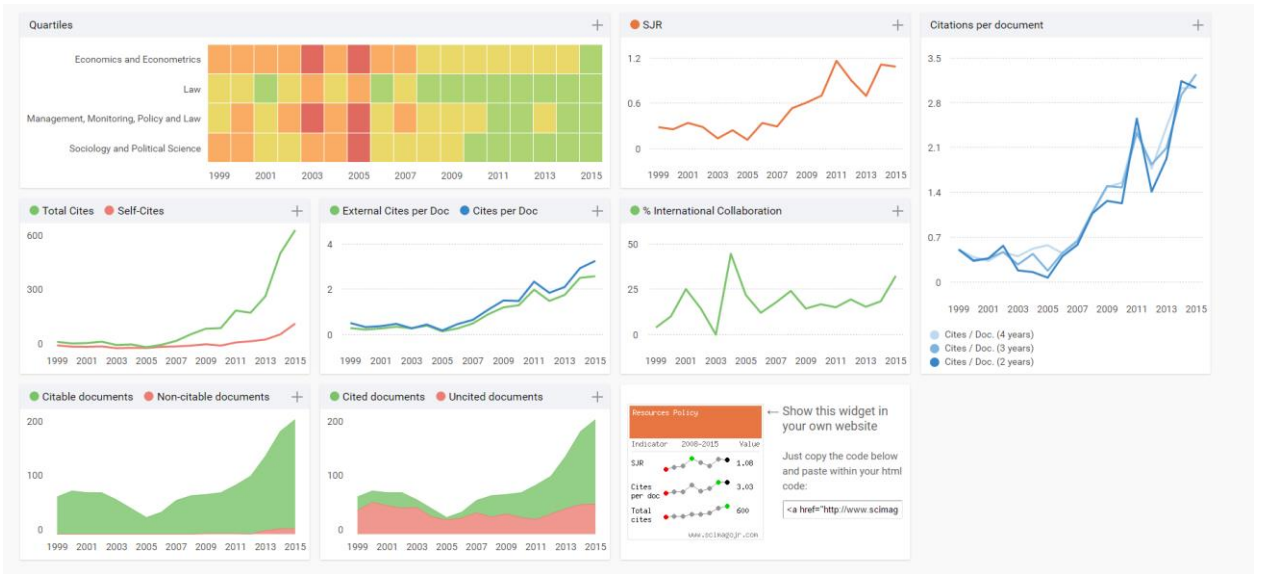 Quartiles
Economics and Econometrics
Law
Management, Monitoring, Policy and Law
Sociology and Political Science
1999 2001 2003 2005 2007 2009 2011 2013 2015
SJR
1.2
0.6
0
1999 2001 2003 2005 2007 2009 2011 2013 2015
Citations per document
3.5
2.8
2.1
1.4
0.7
0
1999 2001 2003 2005 2007 2009 2011 2013 2015
Cites / Doc. (4 years)
Cites / Doc. (3 years)
Cites / Doc. (2 years)
Total Cites Self-Cites
600
300
0
1999 2001 2003 2005 2007 2009 2011 2013 2015
External Cites per Doc Cites per Doc
4
2
0
1999 2001 2003 2005 2007 2009 2011 2013 2015
% International Collaboration
50
25
0
1999 2001 2003 2005 2007 2009 2011 2013 2015
Citable documents Non-citable documents
200
100
0
1999 2001 2003 2005 2007 2009 2011 2013 2015
Cited documents Uncited documents
200
100
0
1999 2001 2003 2005 2007 2009 2011 2013 2015
Resources Policy
Indicator 2008-2015 Value
SJR 1.08
Cites per doc 3.03
Total cites 600
www.scimagojr.com
← Show this widget in
your own website
Just copy the code below
and paste within your html
code:
<a href="http://www.scimag